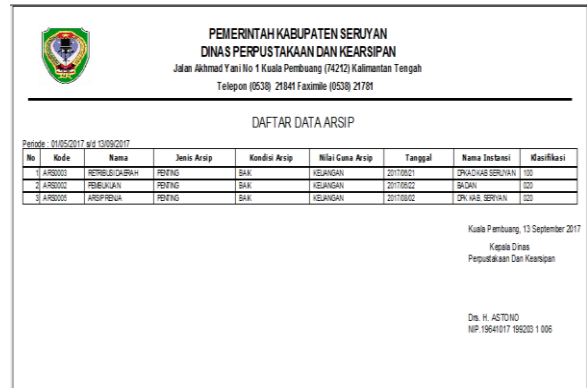 PEMERINTAH KABUPATEN SERUYAN
DINAS PERPUSTAKAAN DAN KEARSIPAN
Jalan Akhmad Yani No 1 Kuala Pembuang (74212) Kalimantan Tengah
Telepon (0538) 21841 Faximile (0538) 21781
DAFTAR DATA ARSIP
Periode : 01/05/2017 s/d 13/09/2017
No Kode Nama Jenis Arsip Kondisi Arsip Nilai Guna Arsip Tanggal Nama Instansi Klasifikasi
1 ARS0003 RETRIBUSI DAERAH PENTING BAIK KEUANGAN 2017/06/21 DPKAD KAB SERUYAN 100
2 ARS0002 PEMBUKUAN PENTING BAIK KEUANGAN 2017/06/22 BADAN 020
3 ARS0005 ARSIP RENJA PENTING BAIK KEUANGAN 2017/08/02 DPK KAB, SERYAN 020
Kuala Pembuang, 13 September 2017
Kepala Dinas
Perpustakaan Dan Kearsipan
Drs. H. ASTONO
NIP.19641017 199203 1 006